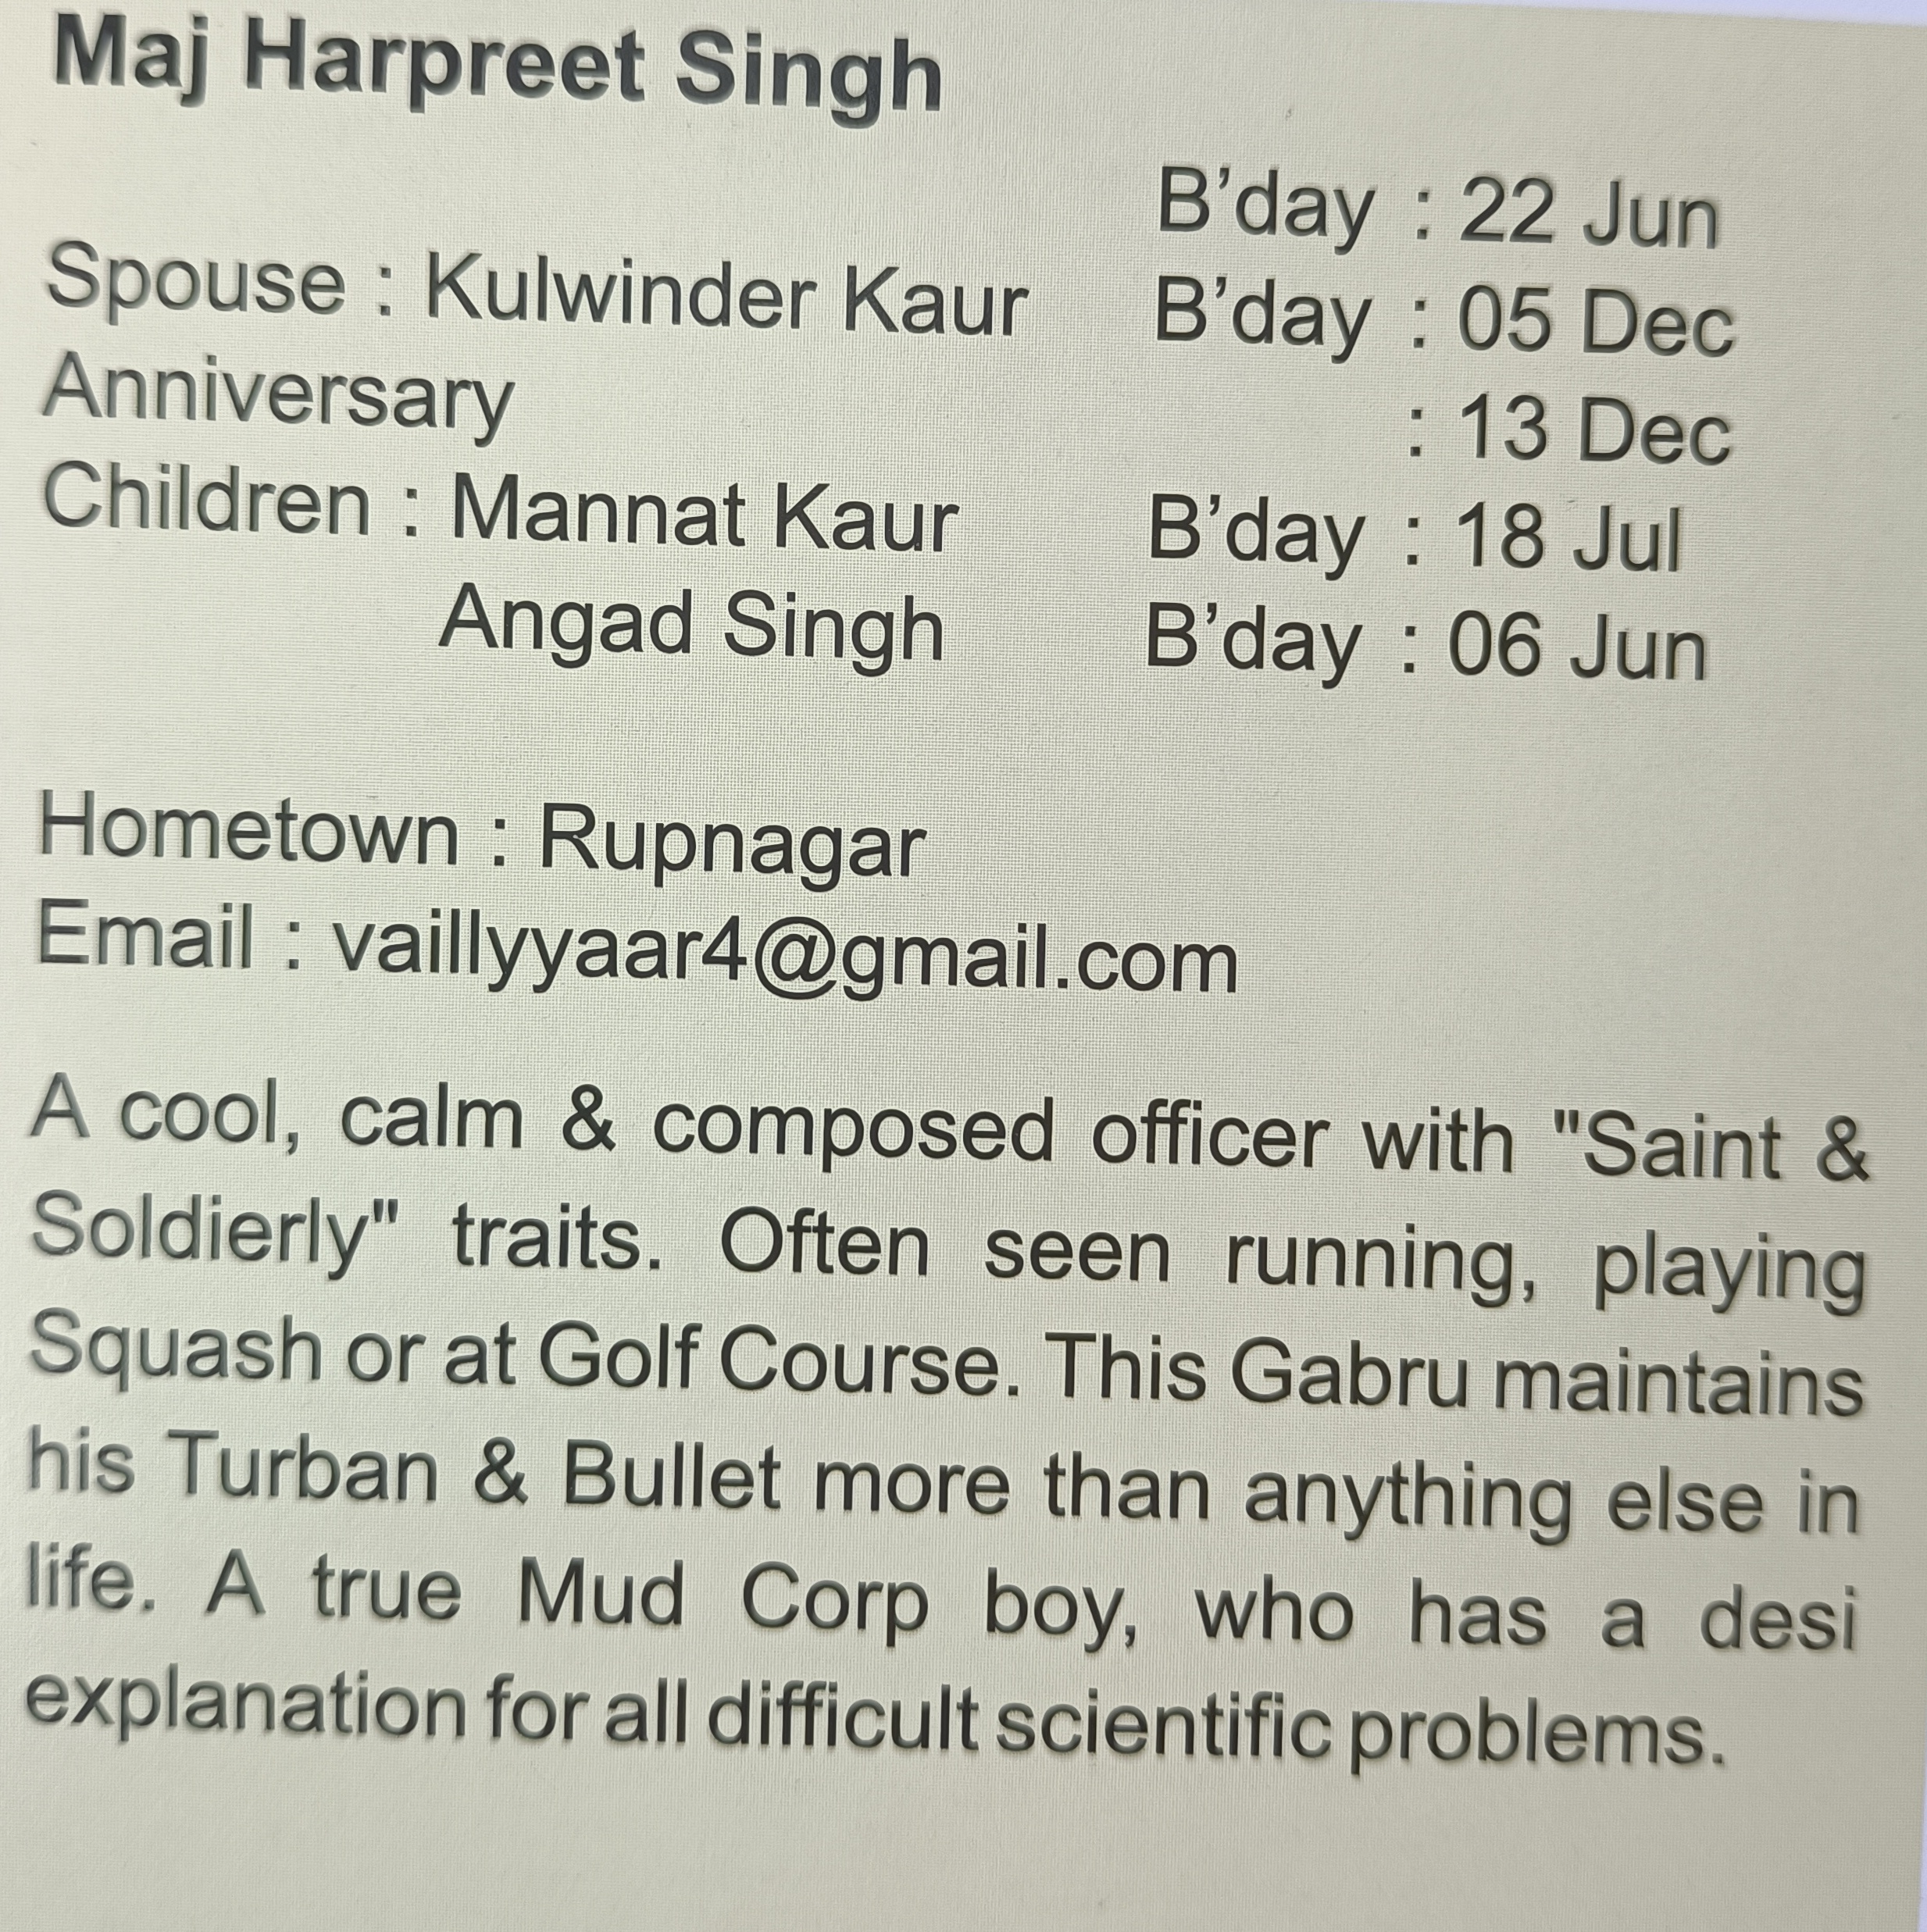 Maj Harpreet Singh
B'day : 22 Jun
Spouse : Kulwinder Kaur B'day : 05 Dec
Anniversary : 13 Dec
Children : Mannat Kaur B'day : 18 Jul
Angad Singh B'day : 06 Jun
Hometown : Rupnagar
Email : vaillyyaar4@gmail.com
A cool, calm & composed officer with "Saint &
Soldierly" traits. Often seen running, playing
Squash or at Golf Course. This Gabru maintains
his Turban & Bullet more than anything else in
life. A true Mud Corp boy, who has a desi
explanation for all difficult scientific problems.